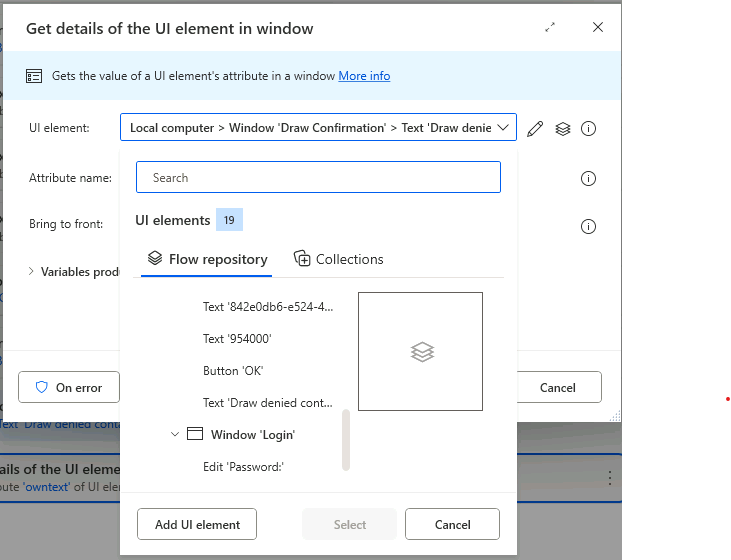 Get details of the UI element in window
Gets the value of a UI element's attribute in a window More info
UI element:
Local computer > Window 'Draw Confirmation' > Text 'Draw denie
Attribute name:
Search
Bring to front:
UI elements 19
Flow repository Collections
Variables prod
Text '842e0db6-e524-4...
Text '954000'
Button 'OK'
On error
Cancel
Text 'Draw denied cont...
Text 'Draw denied cont
Window 'Login'
Edit 'Password:'
ails of the UI eleme
bute 'owntext' of UI elen
Add UI element Select Cancel